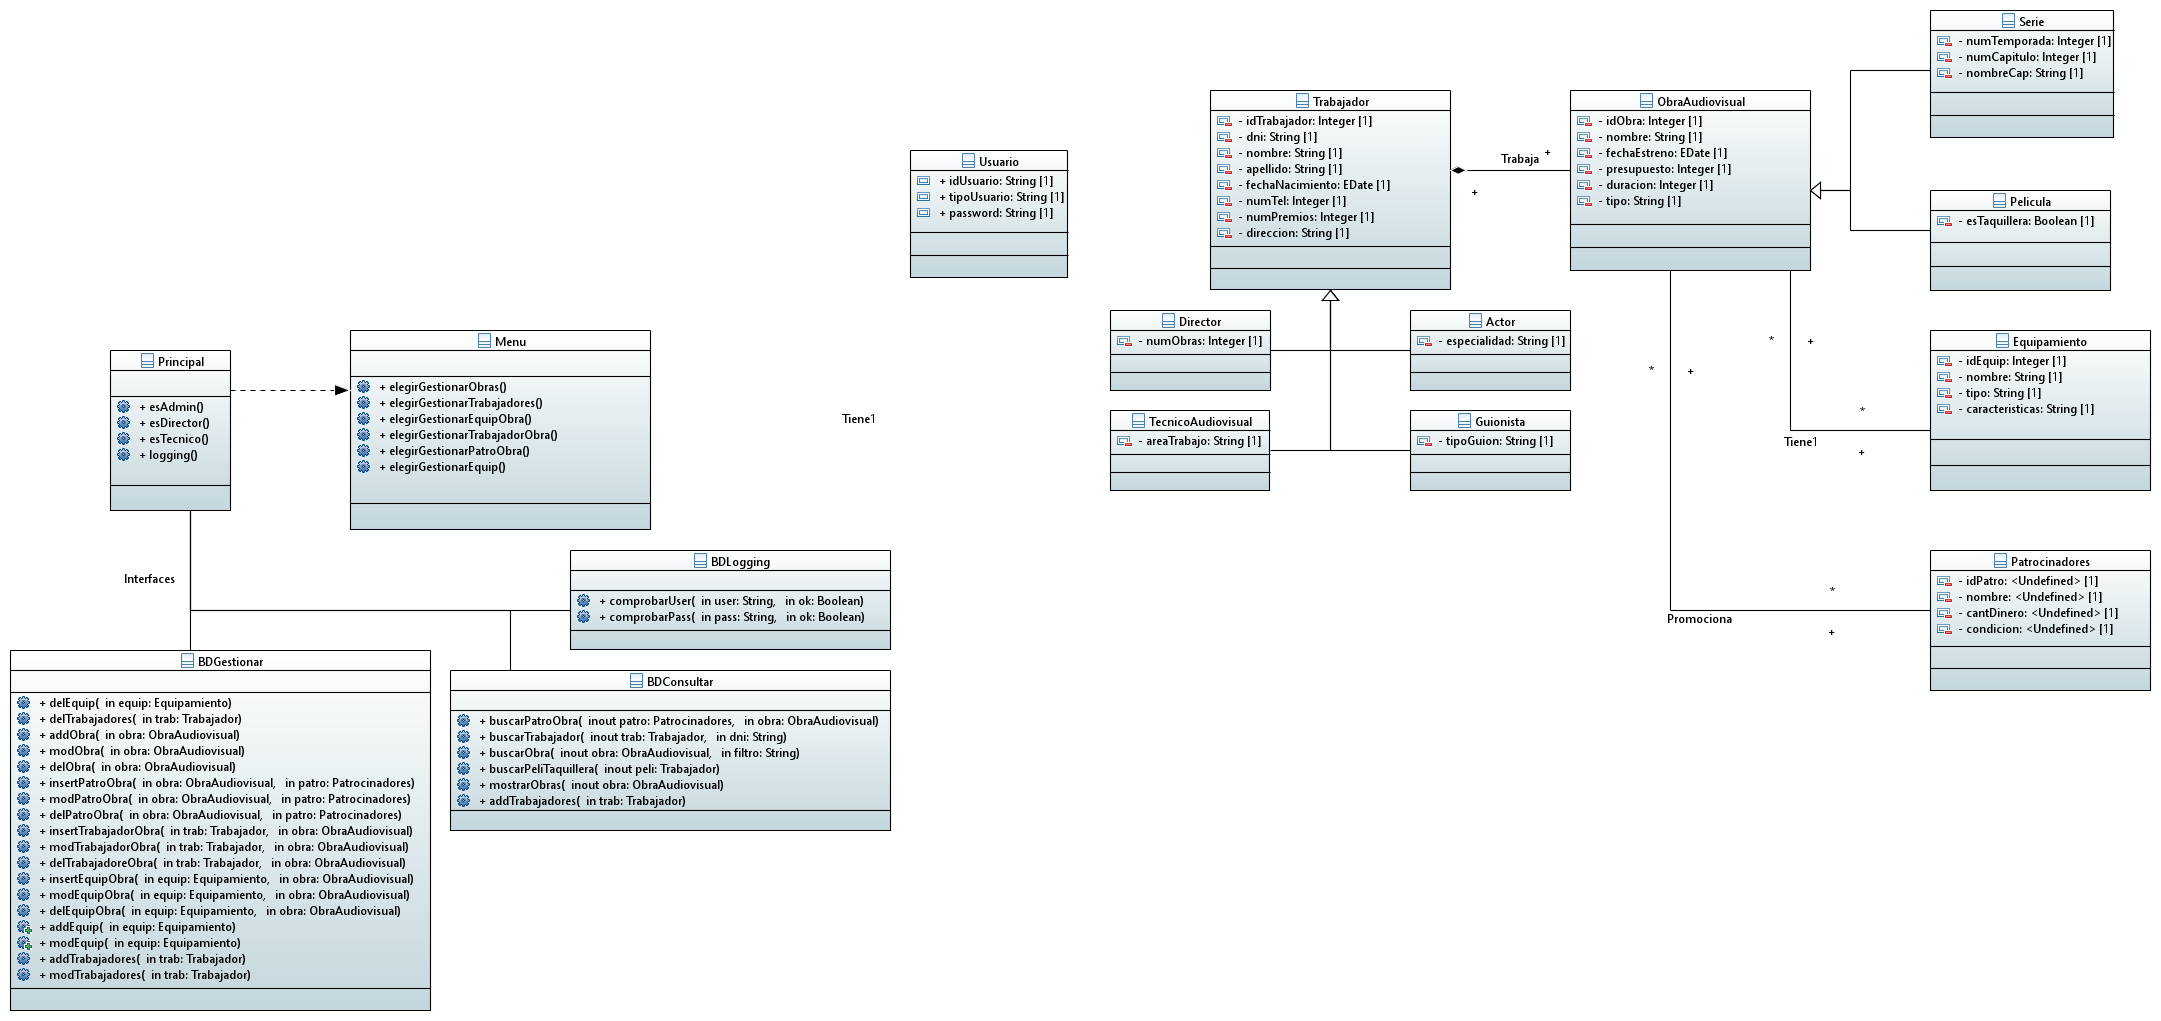 Serie
- numTemporada: Integer [1]
- numCapitulo: Integer [1]
- nombreCap: String [1]
Trabajador
- idTrabajador: Integer [1]
- dni: String [1]
- nombre: String [1]
- apellido: String [1]
- fechaNacimiento: EDate [1]
- numTel: Integer [1]
- numPremios: Integer [1]
- direccion: String [1]
Trabaja
+
+
ObraAudiovisual
- idObra: Integer [1]
- nombre: String [1]
- fechaEstreno: EDate [1]
- presupuesto: Integer [1]
- duracion: Integer [1]
- tipo: String [1]
Usuario
+ idUsuario: String [1]
+ tipoUsuario: String [1]
+ password: String [1]
Pelicula
- esTaquillera: Boolean [1]
Director
- numObras: Integer [1]
Actor
- especialidad: String [1]
TecnicoAudiovisual
- areaTrabajo: String [1]
Guionista
- tipoGuion: String [1]
Equipamiento
- idEquip: Integer [1]
- nombre: String [1]
- tipo: String [1]
- caracteristicas: String [1]
*
+
*
+
*
+
Tiene1
Tiene1
Principal
+ esAdmin()
+ esDirector()
+ esTecnico()
+ logging()
Menu
+ elegirGestionarObras()
+ elegirGestionarTrabajadores()
+ elegirGestionarEquipObra()
+ elegirGestionarTrabajadorObra()
+ elegirGestionarPatroObra()
+ elegirGestionarEquip()
Interfaces
BDLogging
+ comprobarUser( in user: String, in ok: Boolean)
+ comprobarPass( in pass: String, in ok: Boolean)
Patrocinadores
- idPatro: <Undefined> [1]
- nombre: <Undefined> [1]
- cantDinero: <Undefined> [1]
- condicion: <Undefined> [1]
*
+
Promociona
BDGestionar
+ delEquip( in equip: Equipamiento)
+ delTrabajadores( in trab: Trabajador)
+ addObra( in obra: ObraAudiovisual)
+ modObra( in obra: ObraAudiovisual)
+ delObra( in obra: ObraAudiovisual)
+ insertPatroObra( in obra: ObraAudiovisual, in patro: Patrocinadores)
+ modPatroObra( in obra: ObraAudiovisual, in patro: Patrocinadores)
+ delPatroObra( in obra: ObraAudiovisual, in patro: Patrocinadores)
+ insertTrabajadorObra( in trab: Trabajador, in obra: ObraAudiovisual)
+ modTrabajadorObra( in trab: Trabajador, in obra: ObraAudiovisual)
+ delTrabajadoreObra( in trab: Trabajador, in obra: ObraAudiovisual)
+ insertEquipObra( in equip: Equipamiento, in obra: ObraAudiovisual)
+ modEquipObra( in equip: Equipamiento, in obra: ObraAudiovisual)
+ delEquipObra( in equip: Equipamiento, in obra: ObraAudiovisual)
+ addEquip( in equip: Equipamiento)
+ modEquip( in equip: Equipamiento)
+ addTrabajadores( in trab: Trabajador)
+ modTrabajadores( in trab: Trabajador)
BDConsultar
+ buscarPatroObra( inout patro: Patrocinadores, in obra: ObraAudiovisual)
+ buscarTrabajador( inout trab: Trabajador, in dni: String)
+ buscarObra( inout obra: ObraAudiovisual, in filtro: String)
+ buscarPeliTaquillera( inout peli: Trabajador)
+ mostrarObras( inout obra: ObraAudiovisual)
+ addTrabajadores( in trab: Trabajador)